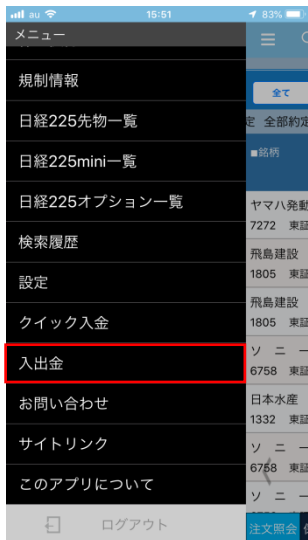 au 15:51 83%
メニュー
規制情報
日経225先物一覧
日経225mini一覧
日経225オプション一覧
検索履歴
設定
クイック入金
入出金
お問い合わせ
サイトリンク
このアプリについて
ログアウト
全て
定 全部約定
■銘柄
ヤマハ発動
7272 東証
飛島建設
1805 東証
飛島建設
1805 東証
ソニー
6758 東証
日本水産
1332 東証
ソニー
6758 東証
ソニー
注文照会